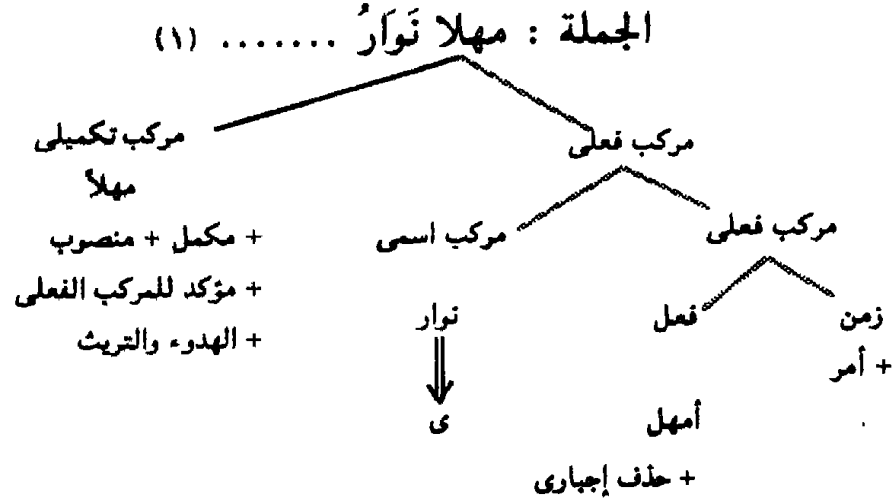 الجملة : مهلا نَوَارُ ....... (١)
مركب فعلى
مركب تكميلى
مهلاً
مركب فعلى
مركب اسمى
+ مكمل + منصوب
+ مؤكد للمركب الفعلى
زمن
فعل
نوار
+ الهدوء والتريث
+ أمر
أمهل
ى
+ حذف إجبارى